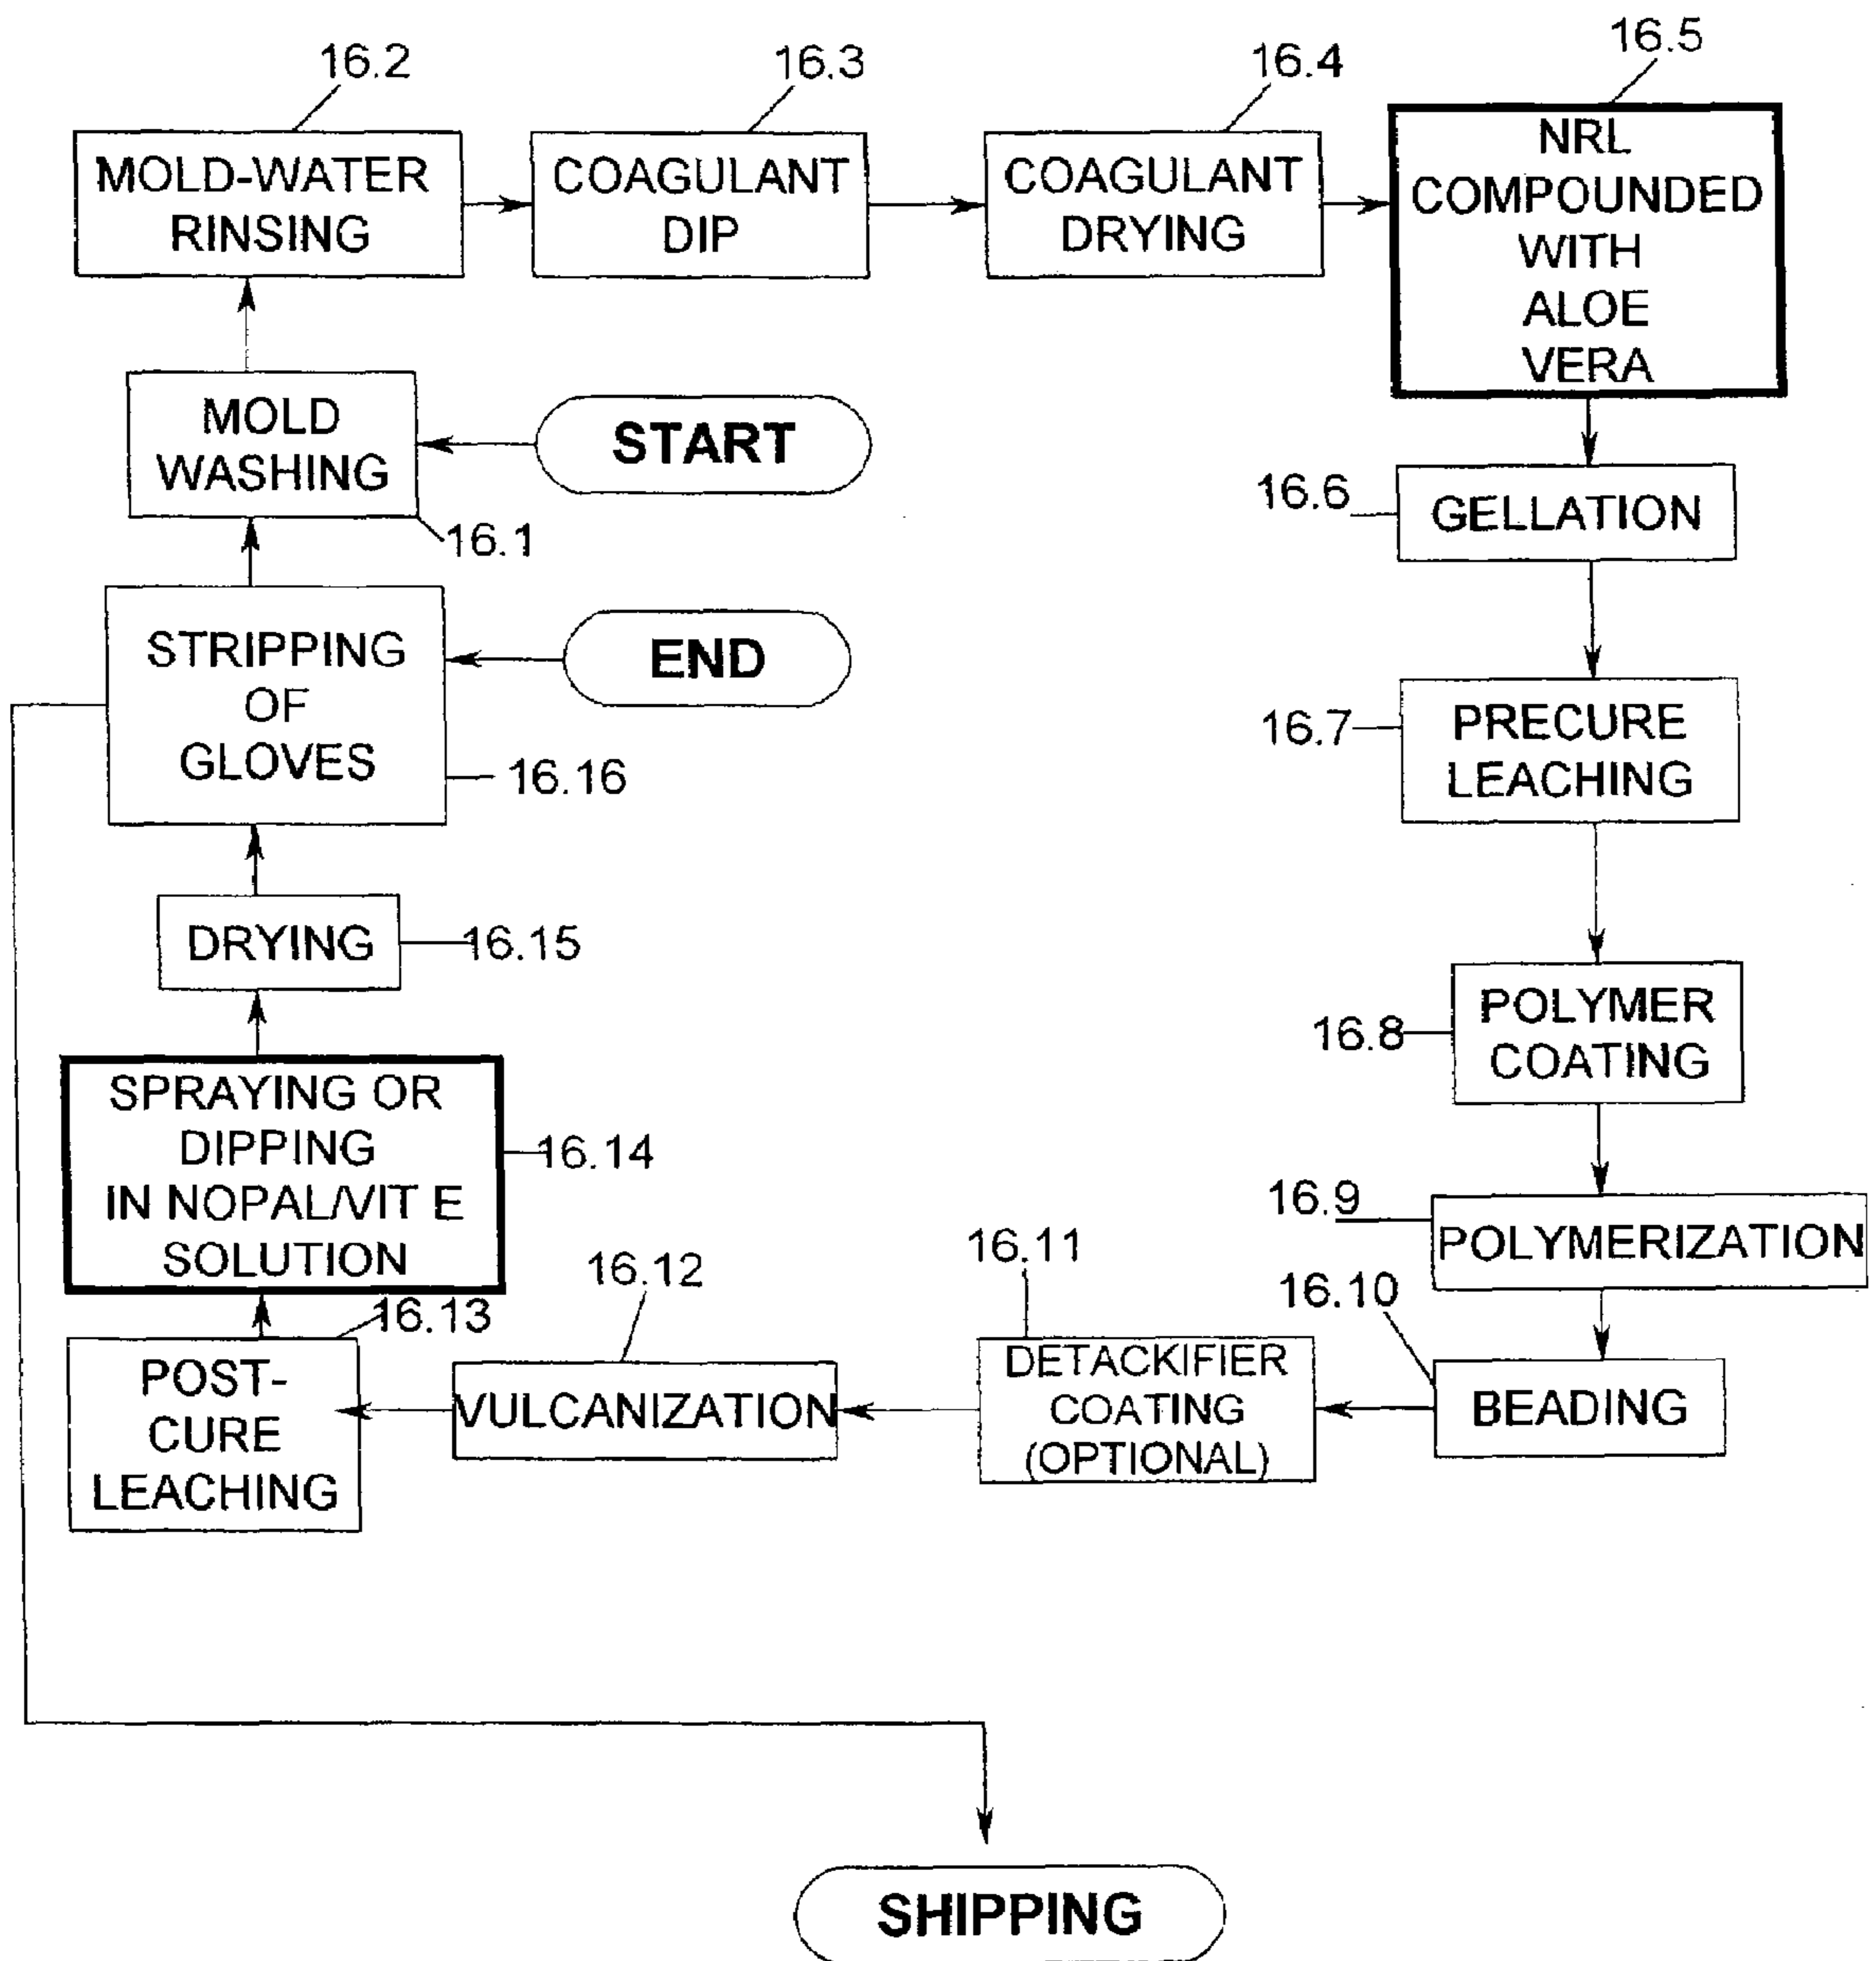 16.2
16.3
16.4
16.5
MOLD-WATER
RINSING
COAGULANT
DIP
COAGULANT
DRYING
NRL
COMPOUNDED
WITH
ALOE
VERA
MOLD
WASHING
START
16.1
16.6
GELLATION
STRIPPING
OF
GLOVES
END
16.16
16.7
PRECURE
LEACHING
DRYING
16.15
16.8
POLYMER
COATING
SPRAYING OR
DIPPING
IN NOPAL/VIT E
SOLUTION
16.14
16.9
POLYMERIZATION
16.13
POST-
CURE
LEACHING
16.12
VULCANIZATION
16.11
DETACKIFIER
COATING
(OPTIONAL)
16.10
BEADING
SHIPPING